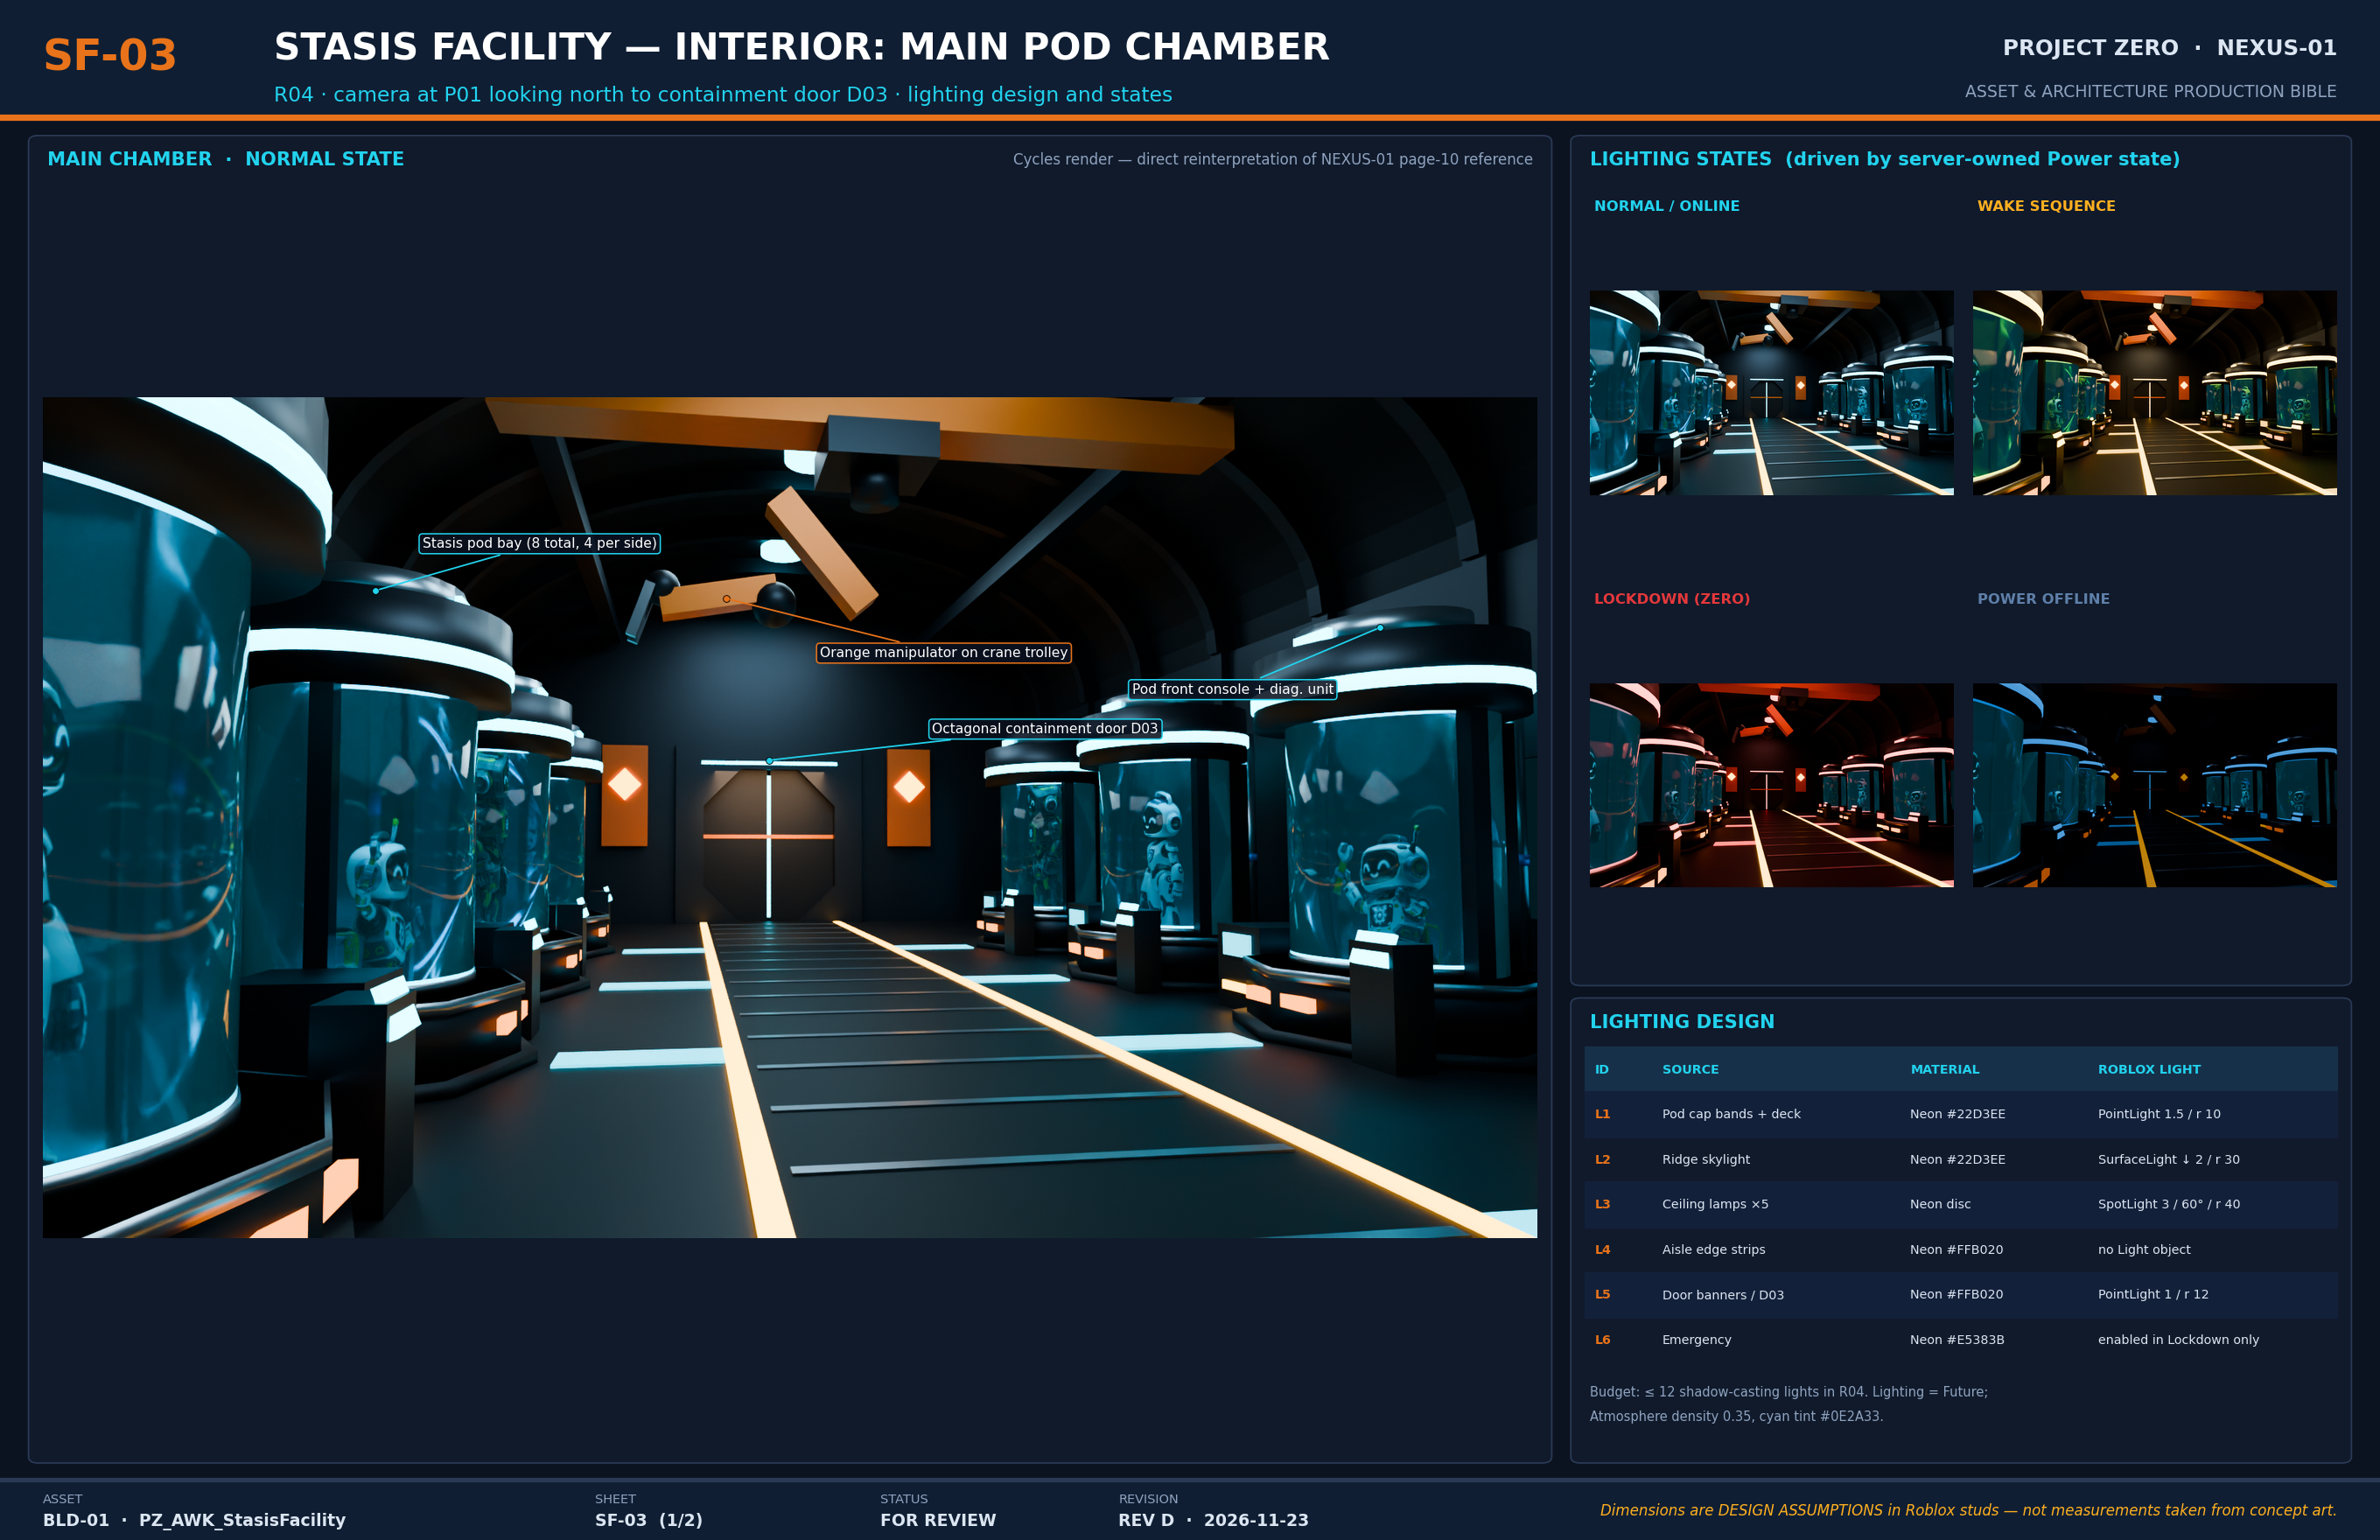 SF-03
STASIS FACILITY — INTERIOR: MAIN POD CHAMBER
R04 · camera at P01 looking north to containment door D03 · lighting design and states
PROJECT ZERO · NEXUS-01
ASSET & ARCHITECTURE PRODUCTION BIBLE
MAIN CHAMBER · NORMAL STATE
Cycles render — direct reinterpretation of NEXUS-01 page-10 reference
Stasis pod bay (8 total, 4 per side)
Orange manipulator on crane trolley
Pod front console + diag. unit
Octagonal containment door D03
LIGHTING STATES (driven by server-owned Power state)
NORMAL / ONLINE
WAKE SEQUENCE
LOCKDOWN (ZERO)
POWER OFFLINE
LIGHTING DESIGN
ID SOURCE MATERIAL ROBLOX LIGHT
L1 Pod cap bands + deck Neon #22D3EE PointLight 1.5 / r 10
L2 Ridge skylight Neon #22D3EE SurfaceLight ↓ 2 / r 30
L3 Ceiling lamps ×5 Neon disc SpotLight 3 / 60° / r 40
L4 Aisle edge strips Neon #FFB020 no Light object
L5 Door banners / D03 Neon #FFB020 PointLight 1 / r 12
L6 Emergency Neon #E5383B enabled in Lockdown only
Budget: ≤ 12 shadow-casting lights in R04. Lighting = Future;
Atmosphere density 0.35, cyan tint #0E2A33.
ASSET
BLD-01 · PZ_AWK_StasisFacility
SHEET
SF-03 (1/2)
STATUS
FOR REVIEW
REVISION
REV D · 2026-11-23
Dimensions are DESIGN ASSUMPTIONS in Roblox studs — not measurements taken from concept art.